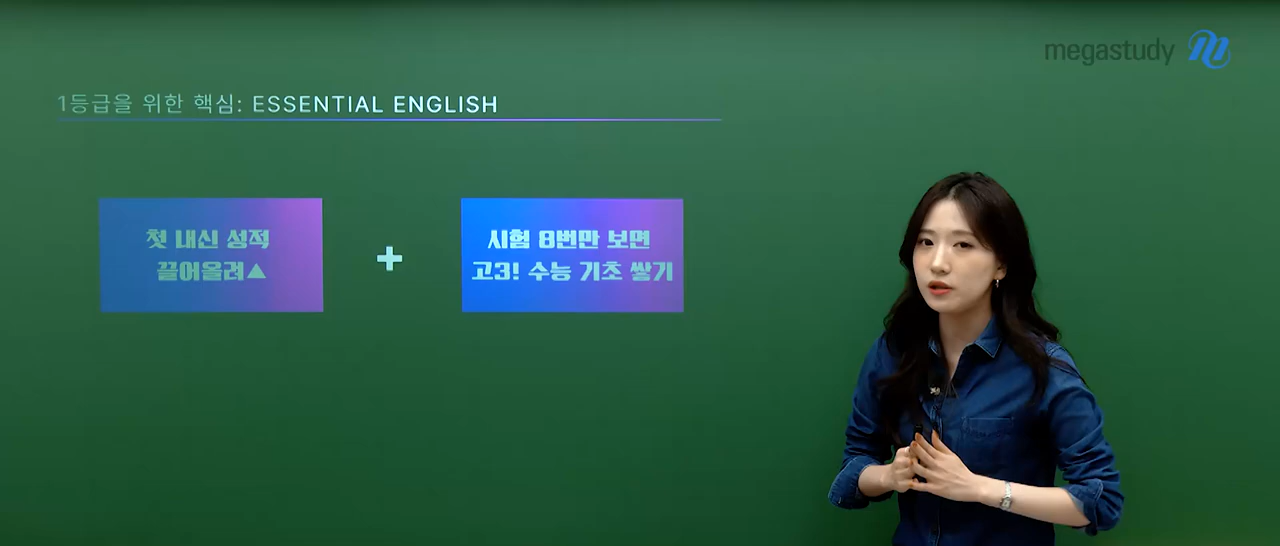 megastudy
1등급을 위한 핵심: ESSENTIAL ENGLISH
첫 내신 성적
끌어올려▲
+
시험 8번만 보면
고3! 수능 기초 쌓기